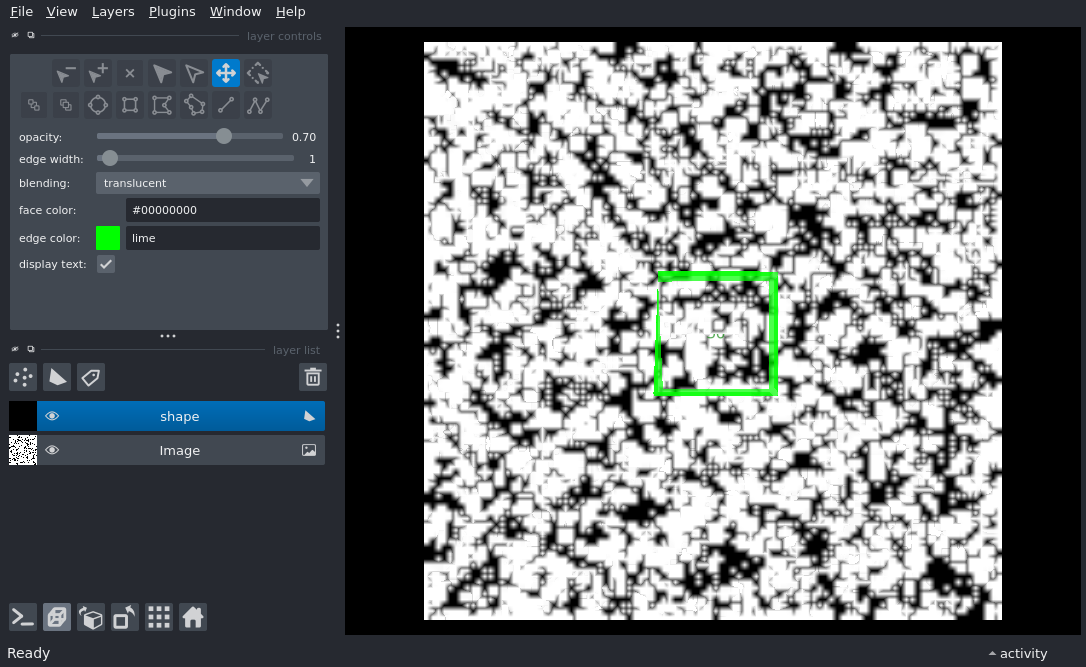 File View Layers Plugins Window Help
layer controls
opacity: 0.70
edge width: 1
blending: translucent
face color: #00000000
edge color: lime
display text:
layer list
shape
Image
Ready
activity